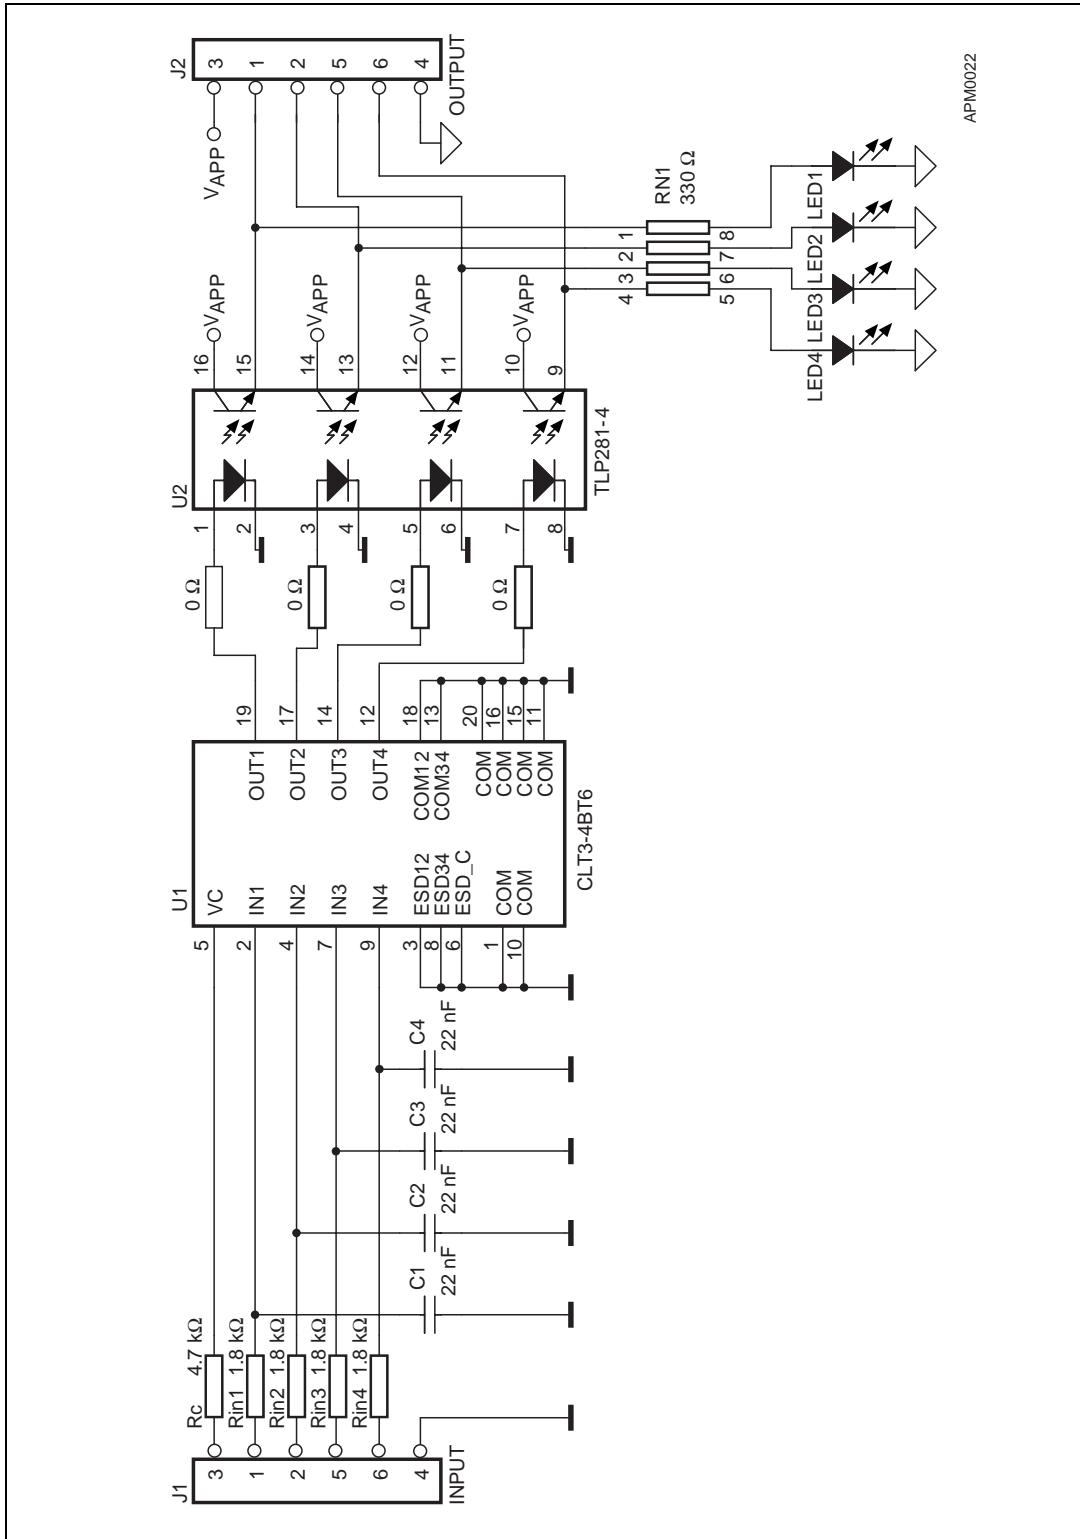 J1
3
1
2
5
6
4
INPUT
Rc 4.7 kΩ
Rin1 1.8 kΩ
Rin2 1.8 kΩ
Rin3 1.8 kΩ
Rin4 1.8 kΩ
C1
22 nF
C2
22 nF
C3
22 nF
C4
22 nF
U1
5
2
4
7
9
3
8
6
1
10
VC
IN1
IN2
IN3
IN4
ESD12
ESD34
ESD_C
COM
COM
OUT1
OUT2
OUT3
OUT4
COM12
COM34
COM
COM
COM
COM
19
17
14
12
18
13
20
16
15
11
CLT3-4BT6
0 Ω
0 Ω
0 Ω
0 Ω
U2
1
2
3
4
5
6
7
8
16
15
14
13
12
11
10
9
TLP281-4
VAPP
VAPP
VAPP
VAPP
VAPP
J2
3
1
2
5
6
4
OUTPUT
RN1
330 Ω
1
2
3
4
8
7
6
5
LED1
LED2
LED3
LED4
APM0022